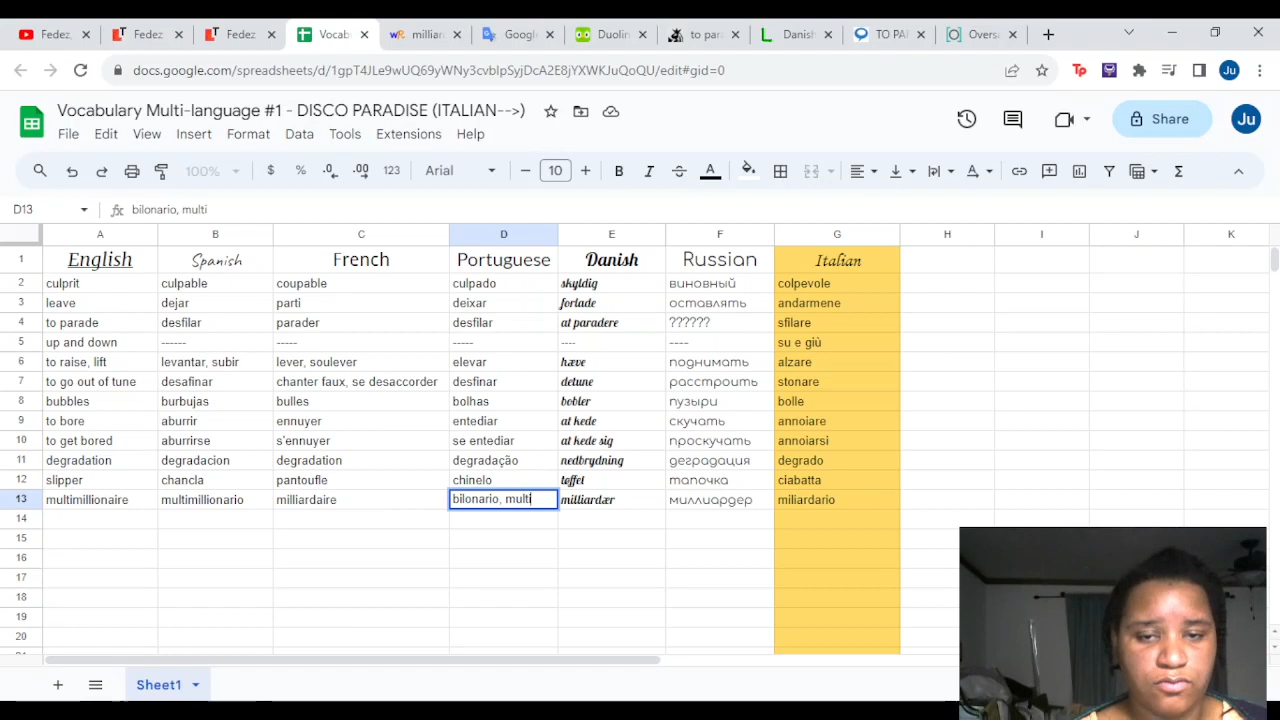 Fedez, Fedez Fedez Vocab milliar Google Duolin to par Danish TO PA Overs
docs.google.com/spreadsheets/d/1gpT4JLe9wUQ69yWNy3cvbIpSyjDcA2E8jYXWKJuQoQU/edit#gid=0 Tp Ju
Vocabulary Multi-language #1 - DISCO PARADISE (ITALIAN-->)
File Edit View Insert Format Data Tools Extensions Help Share Ju
100% $ % .0 .00 123 Arial 10 B I A
D13 fx bilonario, multi
A B C D E F G H I J K
1 English Spanish French Portuguese Danish Russian Italian
2 culprit culpable coupable culpado skyldig виновный colpevole
3 leave dejar parti deixar forlade оставлять andarmene
4 to parade desfilar parader desfilar at paradere ?????? sfilare
5 up and down ------ ----- ----- ---- ---- su e giù
6 to raise, lift levantar, subir lever, soulever elevar hæve поднимать alzare
7 to go out of tune desafinar chanter faux, se desaccorder desfinar detune расстроить stonare
8 bubbles burbujas bulles bolhas bobler пузыри bolle
9 to bore aburrir ennuyer entediar at kede скучать annoiare
10 to get bored aburrirse s'ennuyer se entediar at kede sig проскучать annoiarsi
11 degradation degradacion degradation degradação nedbrydning деградация degrado
12 slipper chancla pantoufle chinelo tøffel тапочка ciabatta
13 multimillionaire multimillionario milliardaire bilonario, multi milliardær миллиардер miliardario
14
15
16
17
18
19
20
Sheet1